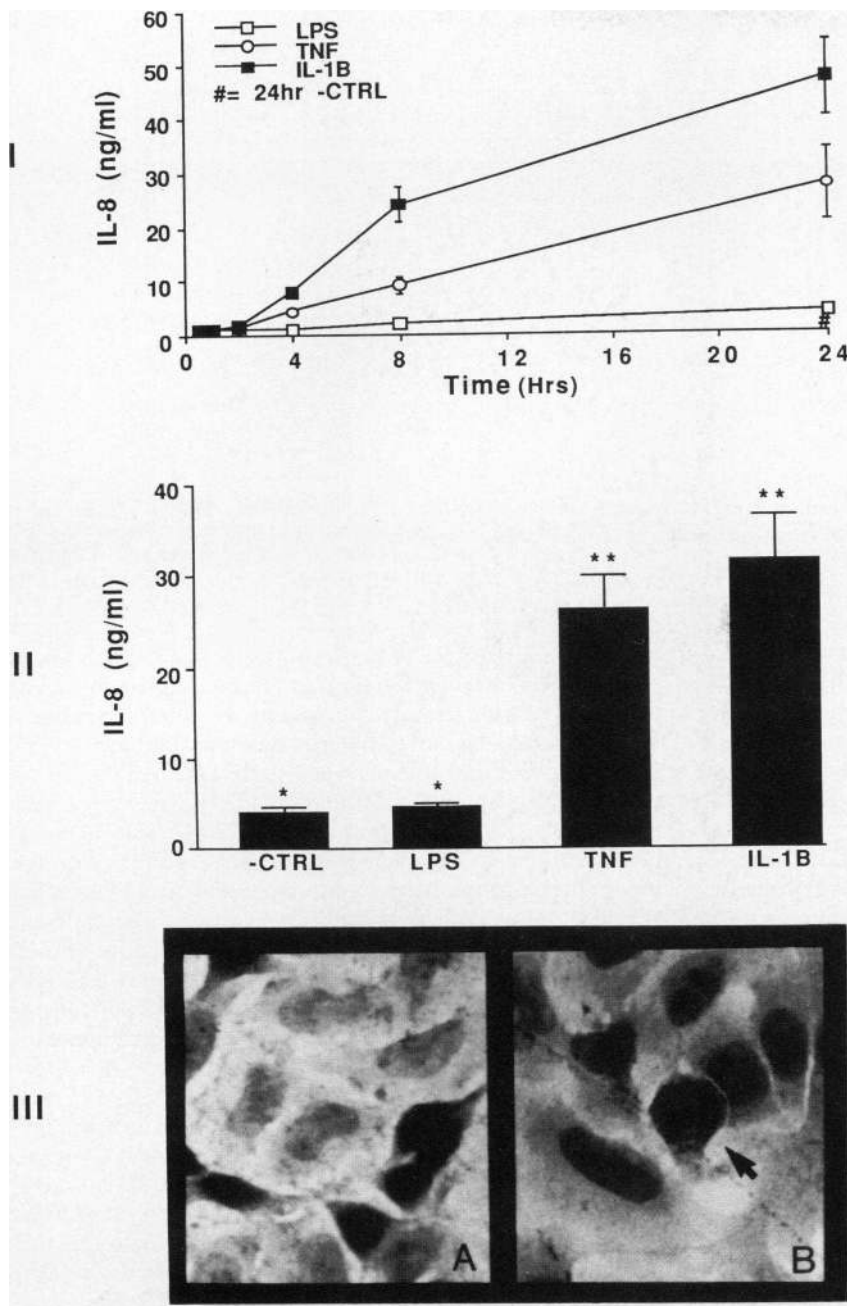 60
50
40
30
20
10
0
IL-8 (ng/ml)
LPS
TNF
IL-1B
#= 24hr -CTRL
#
0 4 8 12 16 20 24
Time (Hrs)
I
40
30
20
10
0
IL-8 (ng/ml)
* * ** **
-CTRL LPS TNF IL-1B
II
III
A B